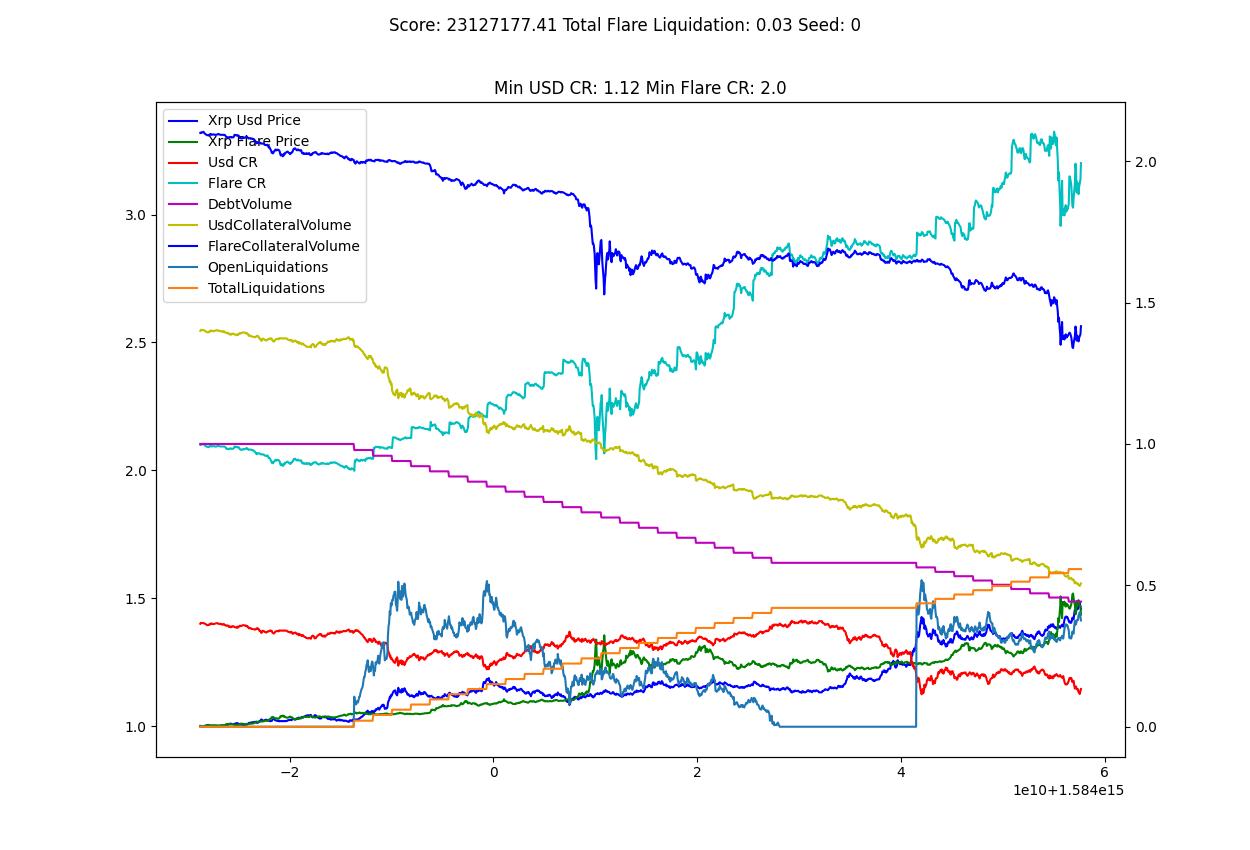 Score: 23127177.41 Total Flare Liquidation: 0.03 Seed: 0
Min USD CR: 1.12 Min Flare CR: 2.0
Xrp Usd Price
Xrp Flare Price
Usd CR
Flare CR
DebtVolume
UsdCollateralVolume
FlareCollateralVolume
OpenLiquidations
TotalLiquidations
3.0
2.5
2.0
1.5
1.0
2.0
1.5
1.0
0.5
0.0
−2
0
2
4
6
1e10+1.584e15